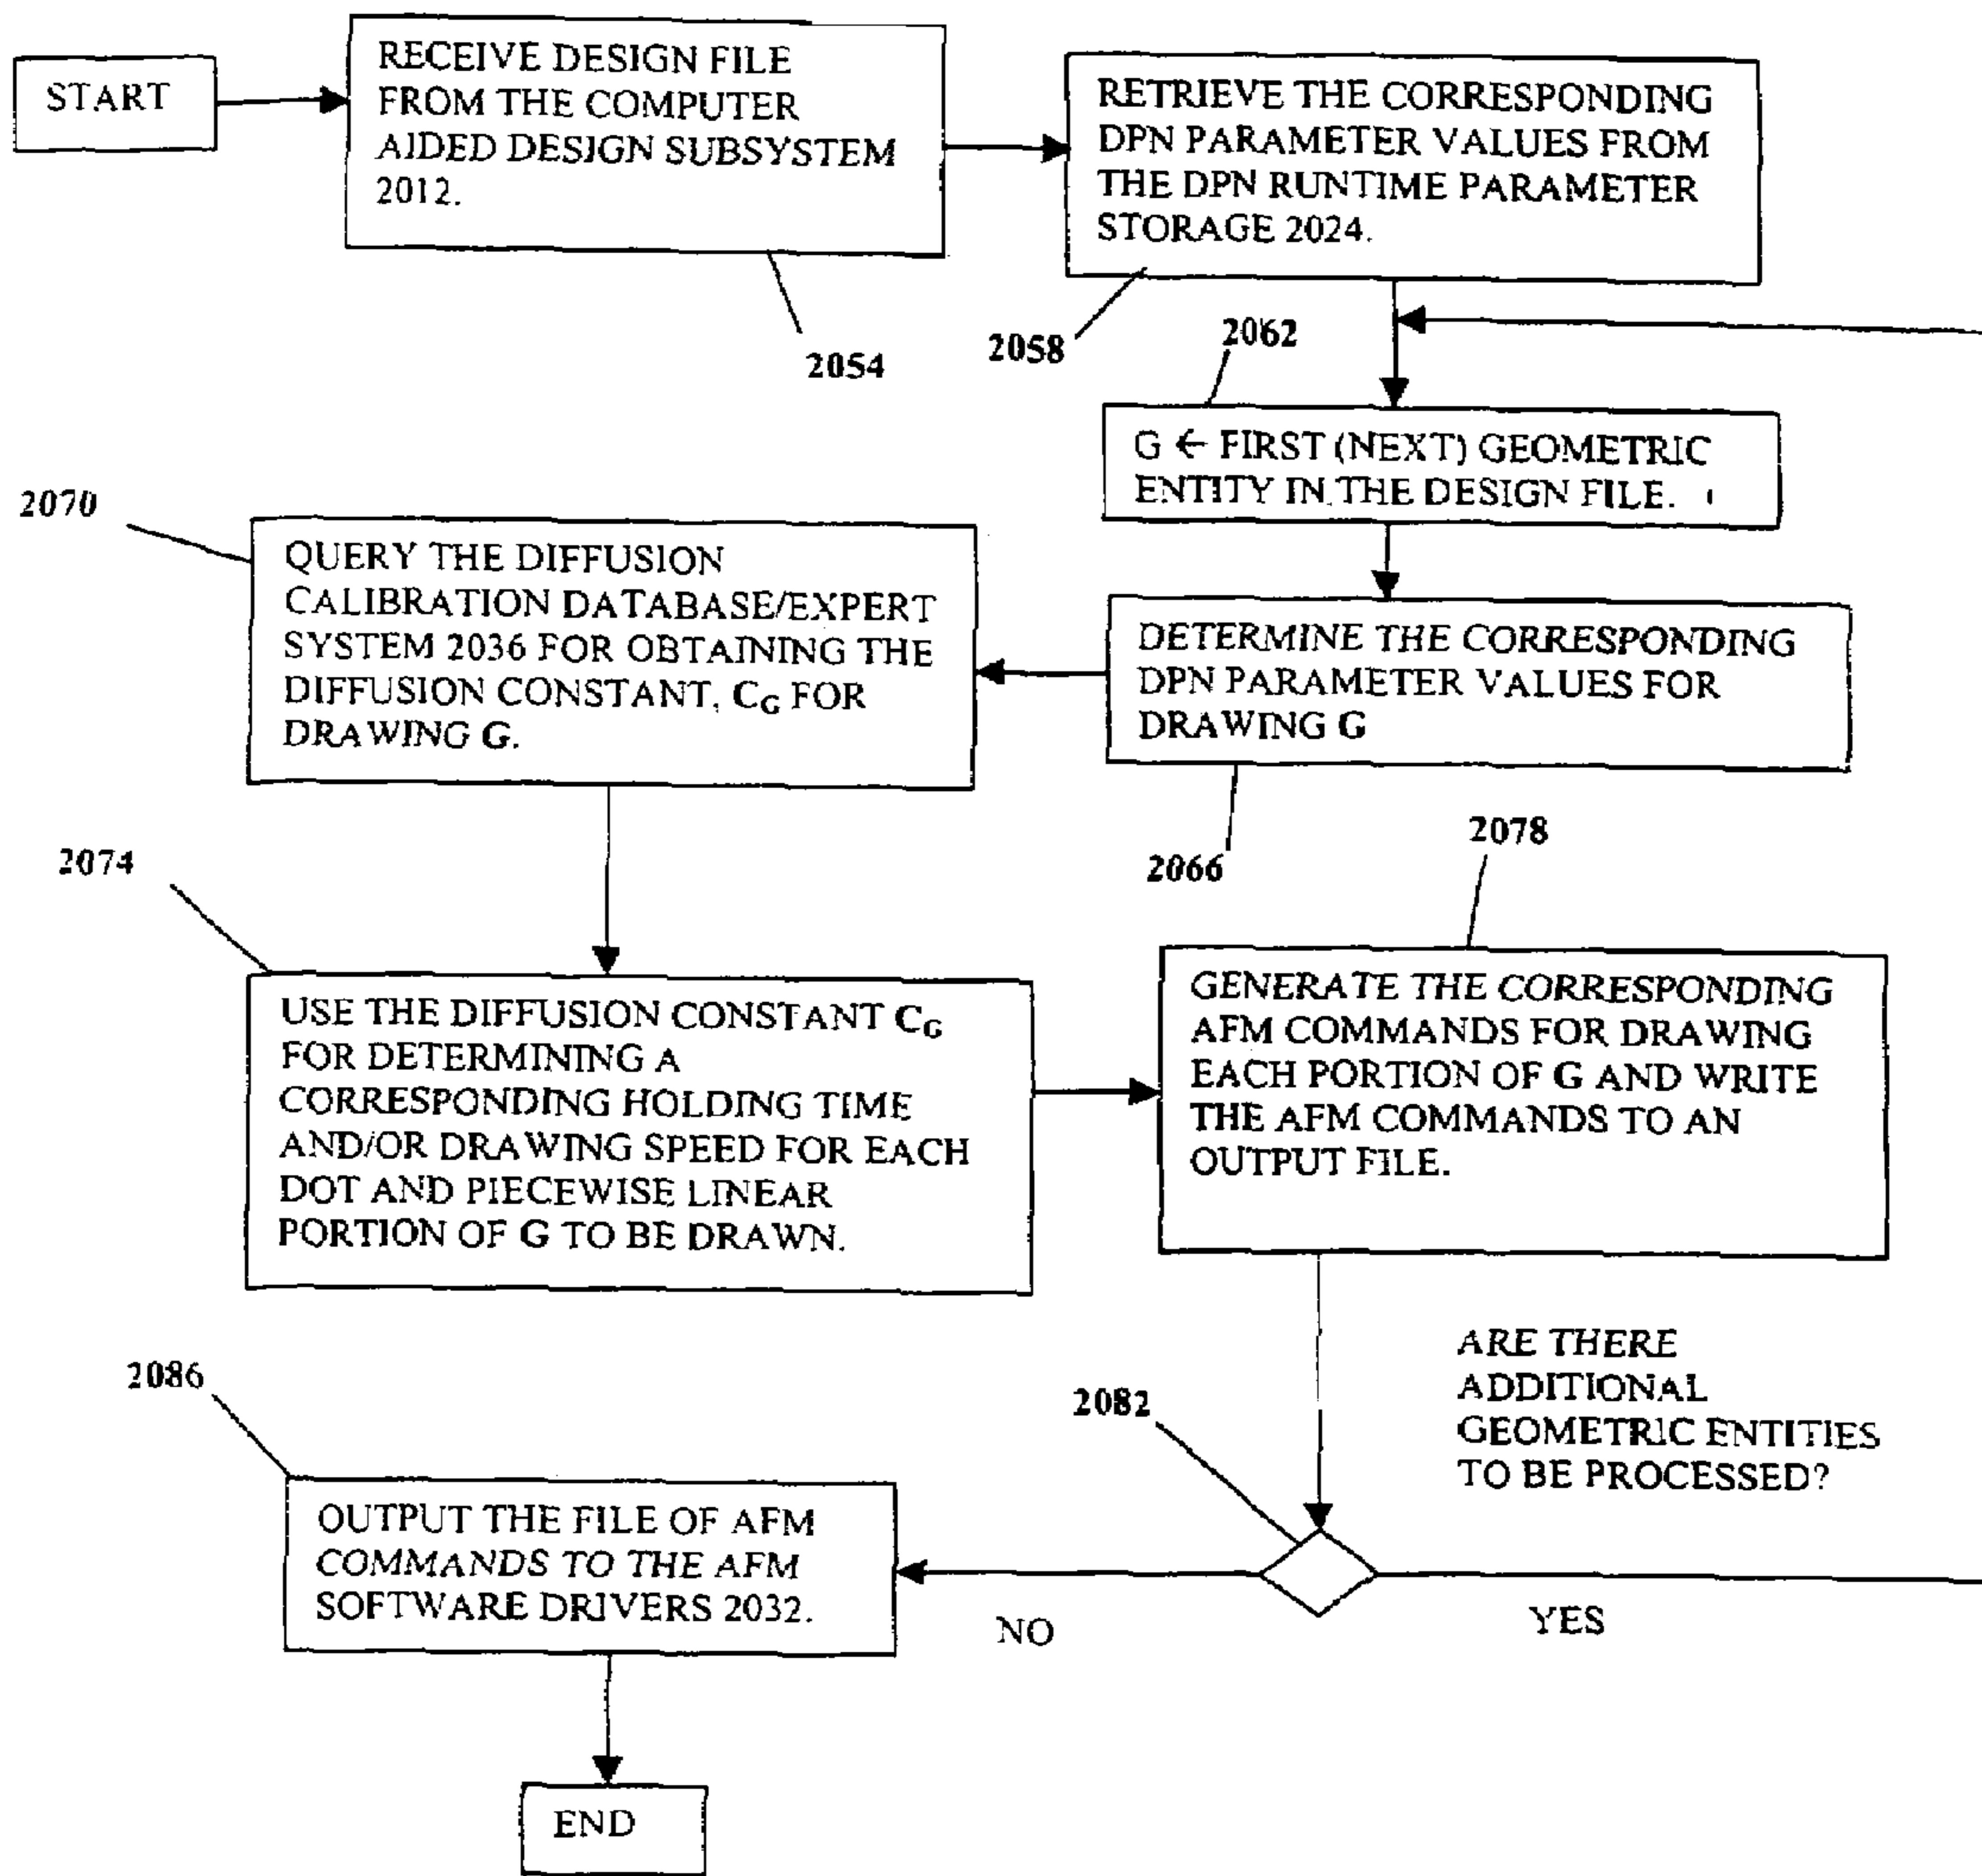 START
RECEIVE DESIGN FILE
FROM THE COMPUTER
AIDED DESIGN SUBSYSTEM
2012.
2054
RETRIEVE THE CORRESPONDING
DPN PARAMETER VALUES FROM
THE DPN RUNTIME PARAMETER
STORAGE 2024.
2058
2062
G ← FIRST (NEXT) GEOMETRIC
ENTITY IN THE DESIGN FILE.
DETERMINE THE CORRESPONDING
DPN PARAMETER VALUES FOR
DRAWING G
2066
2070
QUERY THE DIFFUSION
CALIBRATION DATABASE/EXPERT
SYSTEM 2036 FOR OBTAINING THE
DIFFUSION CONSTANT, CG FOR
DRAWING G.
2074
USE THE DIFFUSION CONSTANT CG
FOR DETERMINING A
CORRESPONDING HOLDING TIME
AND/OR DRAWING SPEED FOR EACH
DOT AND PIECEWISE LINEAR
PORTION OF G TO BE DRAWN.
2078
GENERATE THE CORRESPONDING
AFM COMMANDS FOR DRAWING
EACH PORTION OF G AND WRITE
THE AFM COMMANDS TO AN
OUTPUT FILE.
ARE THERE
ADDITIONAL
GEOMETRIC ENTITIES
TO BE PROCESSED?
2082
YES
NO
2086
OUTPUT THE FILE OF AFM
COMMANDS TO THE AFM
SOFTWARE DRIVERS 2032.
END